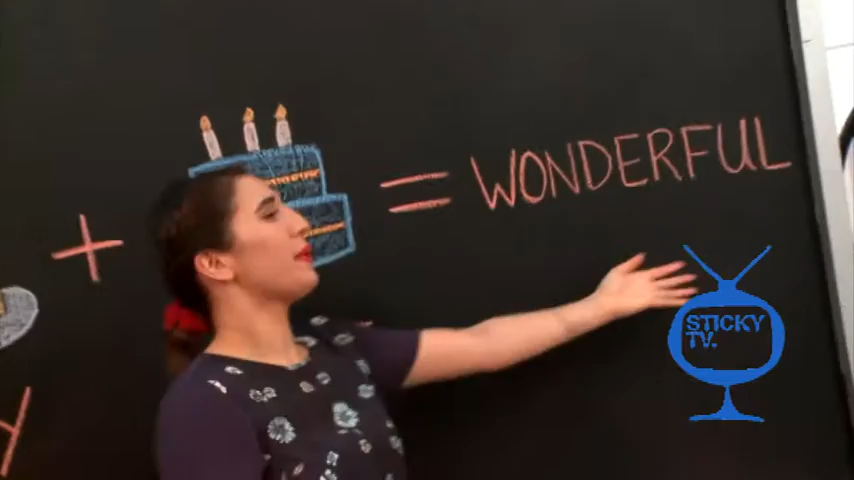 + = WONDERFUL
y
STICKY
TV.